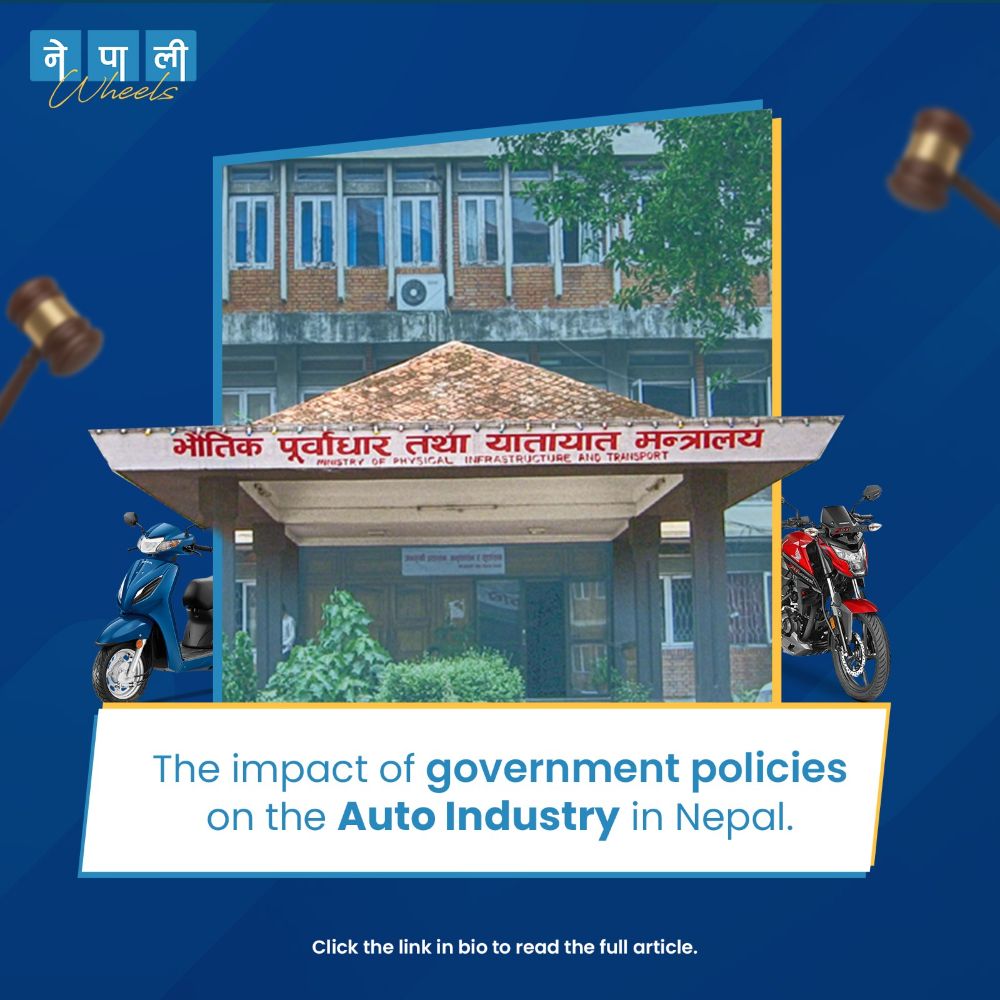 नेपाली
Wheels
भौतिक पूर्वाधार तथा यातायात मन्त्रालय
MINISTRY OF PHYSICAL INFRASTRUCTURE AND TRANSPORT
The impact of government policies
on the Auto Industry in Nepal.
Click the link in bio to read the full article.